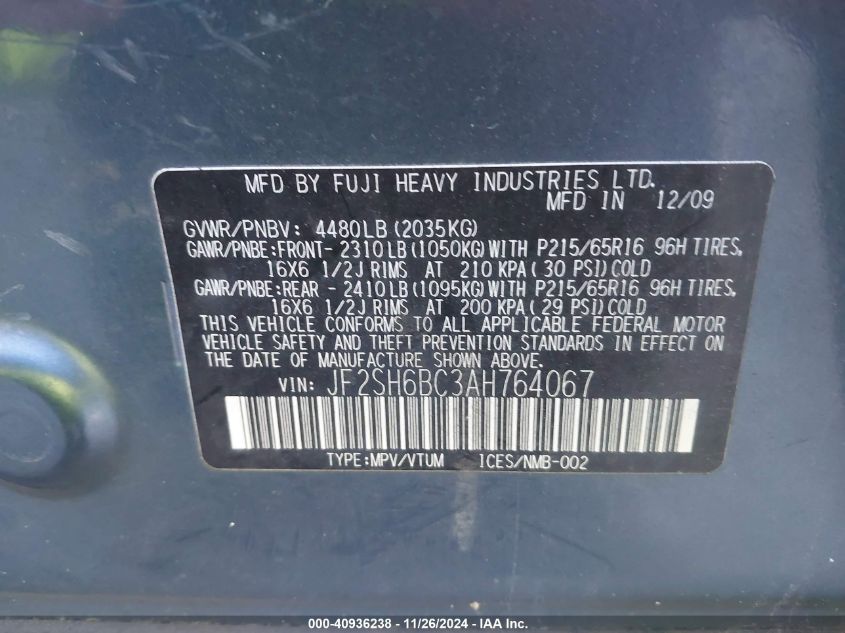 MFD BY FUJI HEAVY INDUSTRIES LTD.
MFD IN 12/09
GVWR/PNBV: 4480LB(2035KG)
GAWR/PNBE:FRONT- 2310LB(1050KG)WITH P215/65R16 96H TIRES,
16X6 1/2J RIMS AT 210 KPA( 30 PSI)COLD
GAWR/PNBE:REAR - 2410LB(1095KG)WITH P215/65R16 96H TIRES,
16X6 1/2J RIMS AT 200 KPA( 29 PSI)COLD
THIS VEHICLE CONFORMS TO ALL APPLICABLE FEDERAL MOTOR
VEHICLE SAFETY AND THEFT PREVENTION STANDARDS IN EFFECT ON
THE DATE OF MANUFACTURE SHOWN ABOVE.
VIN: JF2SH6BC3AH764067
TYPE:MPV/VTUM ICES/NMB-002
000-40936238 - 11/26/2024 - IAA Inc.